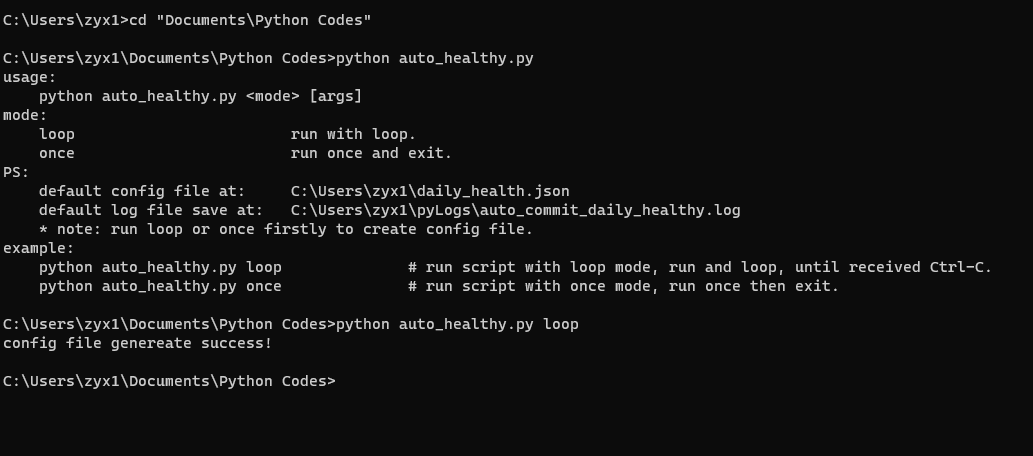 C:\Users\zyx1>cd "Documents\Python Codes"
C:\Users\zyx1\Documents\Python Codes>python auto_healthy.py
usage:
    python auto_healthy.py <mode> [args]
mode:
    loop                        run with loop.
    once                        run once and exit.
PS:
    default config file at:     C:\Users\zyx1\daily_health.json
    default log file save at:   C:\Users\zyx1\pyLogs\auto_commit_daily_healthy.log
    * note: run loop or once firstly to create config file.
example:
    python auto_healthy.py loop              # run script with loop mode, run and loop, until received Ctrl-C.
    python auto_healthy.py once              # run script with once mode, run once then exit.
C:\Users\zyx1\Documents\Python Codes>python auto_healthy.py loop
config file genereate success!
C:\Users\zyx1\Documents\Python Codes>